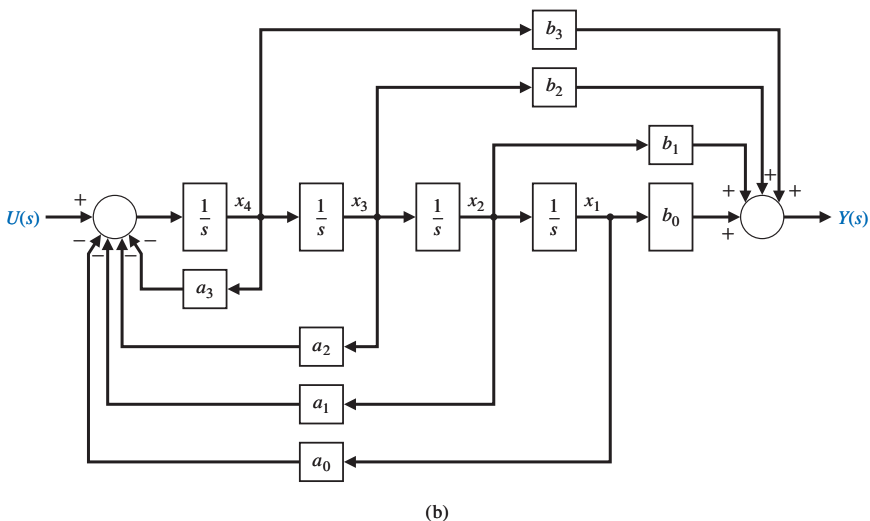 b3
b2
b1
+
+
+
+
U(s)
+
1/s
x4
1/s
x3
1/s
x2
1/s
x1
b0
+
Y(s)
−
−
−
−
a3
a2
a1
a0
(b)